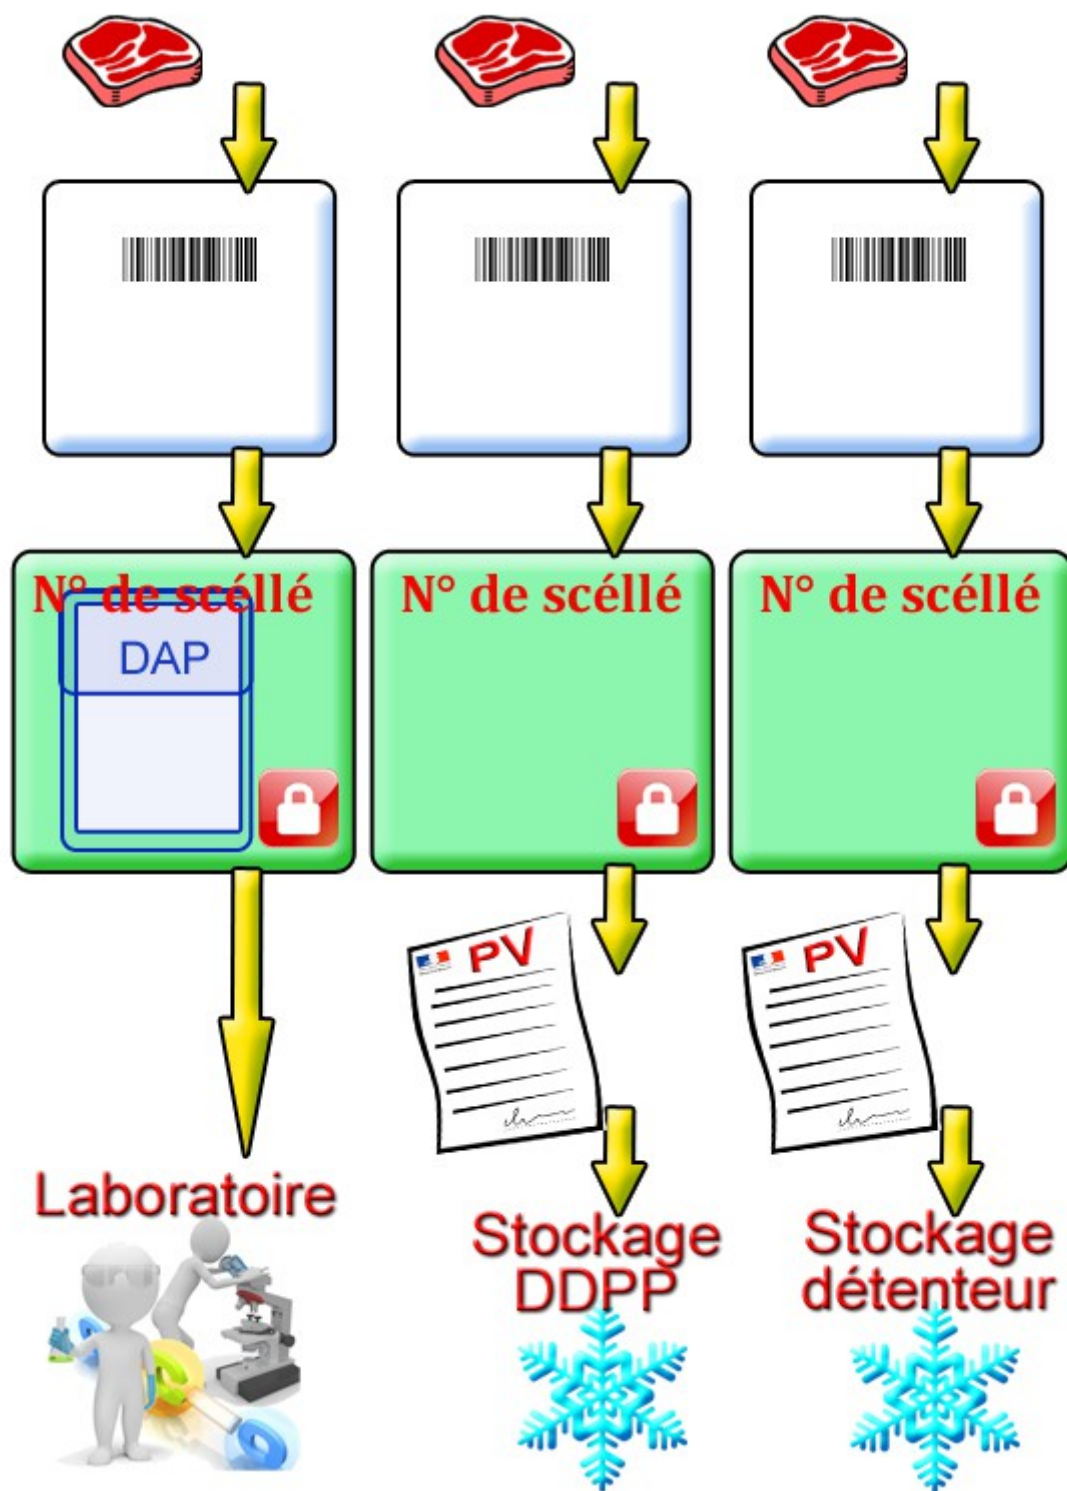 N° de scéllé
DAP
N° de scéllé
N° de scéllé
PV
PV
Laboratoire
Stockage
DDPP
Stockage
détenteur